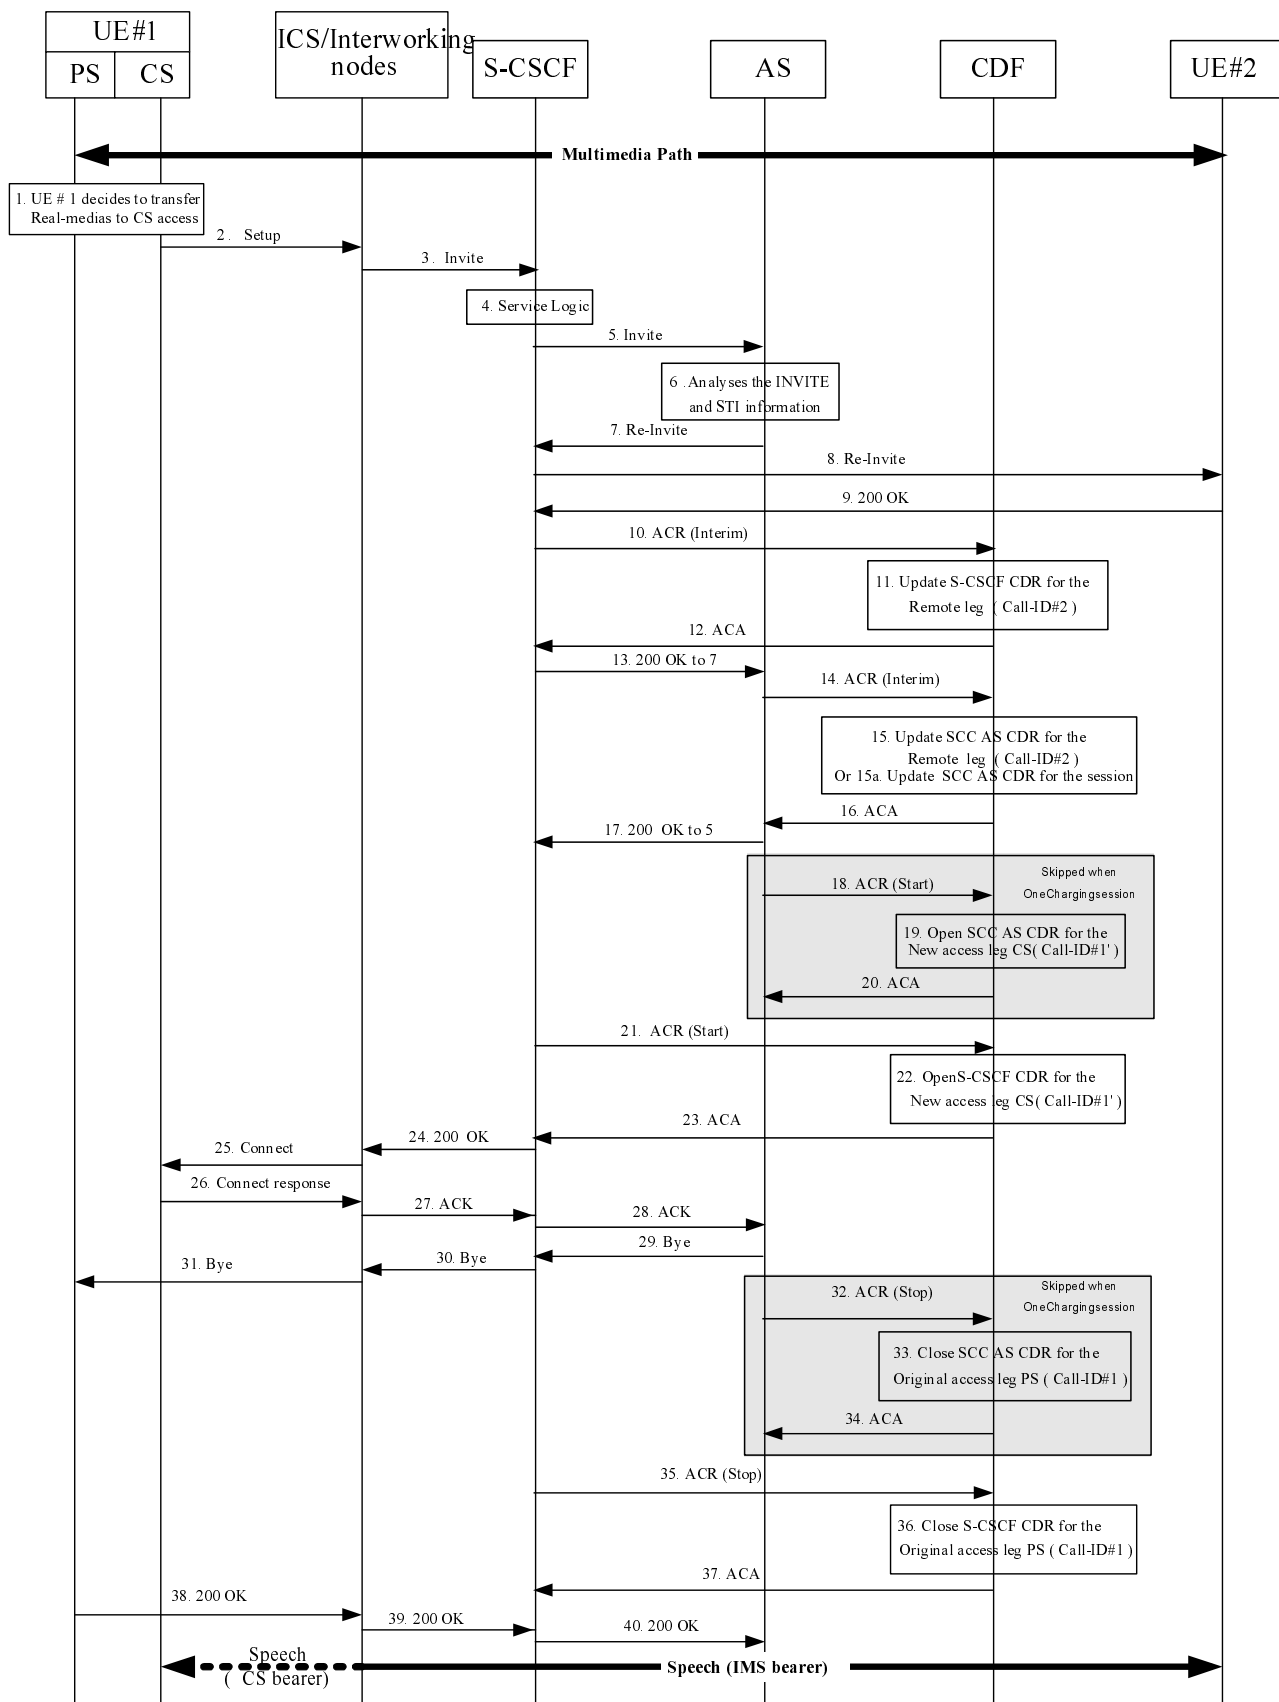 UE#1
PS
CS
ICS/Interworking
nodes
S-CSCF
AS
CDF
UE#2
Multimedia Path
1. UE # 1 decides to transfer
Real-medias to CS access
2 . Setup
3 . Invite
4. Service Logic
5. Invite
6 .Analyses the INVITE
and STI information
7. Re-Invite
8. Re-Invite
9. 200 OK
10. ACR (Interim)
11. Update S-CSCF CDR for the
Remote leg ( Call-ID#2 )
12. ACA
13. 200 OK to 7
14. ACR (Interim)
15. Update SCC AS CDR for the
Remote leg ( Call-ID#2 )
Or 15a. Update SCC AS CDR for the session
16. ACA
17. 200 OK to 5
Skipped when
OneChargingsession
18. ACR (Start)
19. Open SCC AS CDR for the
New access leg CS( Call-ID#1' )
20. ACA
21. ACR (Start)
22. OpenS-CSCF CDR for the
New access leg CS( Call-ID#1' )
23. ACA
24. 200 OK
25. Connect
26. Connect response
27. ACK
28. ACK
29. Bye
30. Bye
31. Bye
Skipped when
OneChargingsession
32. ACR (Stop)
33. Close SCC AS CDR for the
Original access leg PS ( Call-ID#1 )
34. ACA
35. ACR (Stop)
36. Close S-CSCF CDR for the
Original access leg PS ( Call-ID#1 )
37. ACA
38. 200 OK
39. 200 OK
40. 200 OK
Speech
( CS bearer)
Speech (IMS bearer)